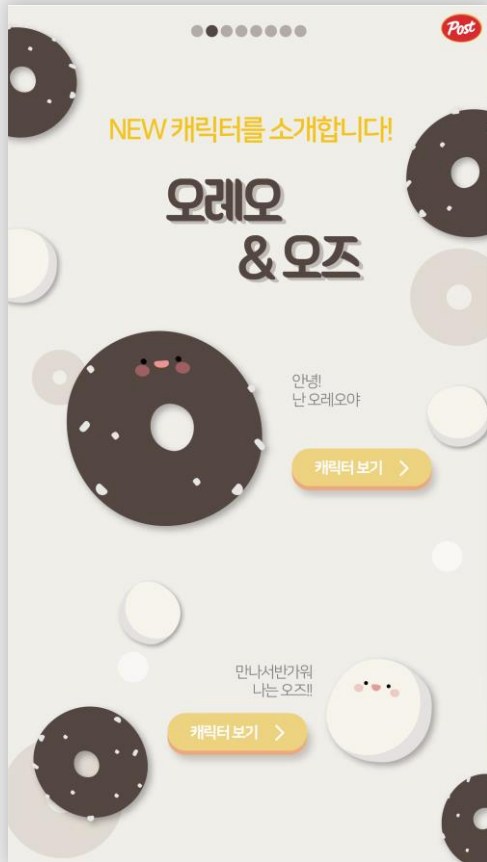 Post
NEW 캐릭터를 소개합니다!
오레오
& 오즈
안녕!
난 오레오야
캐릭터 보기
만나서반가워
나는 오즈!!
캐릭터 보기